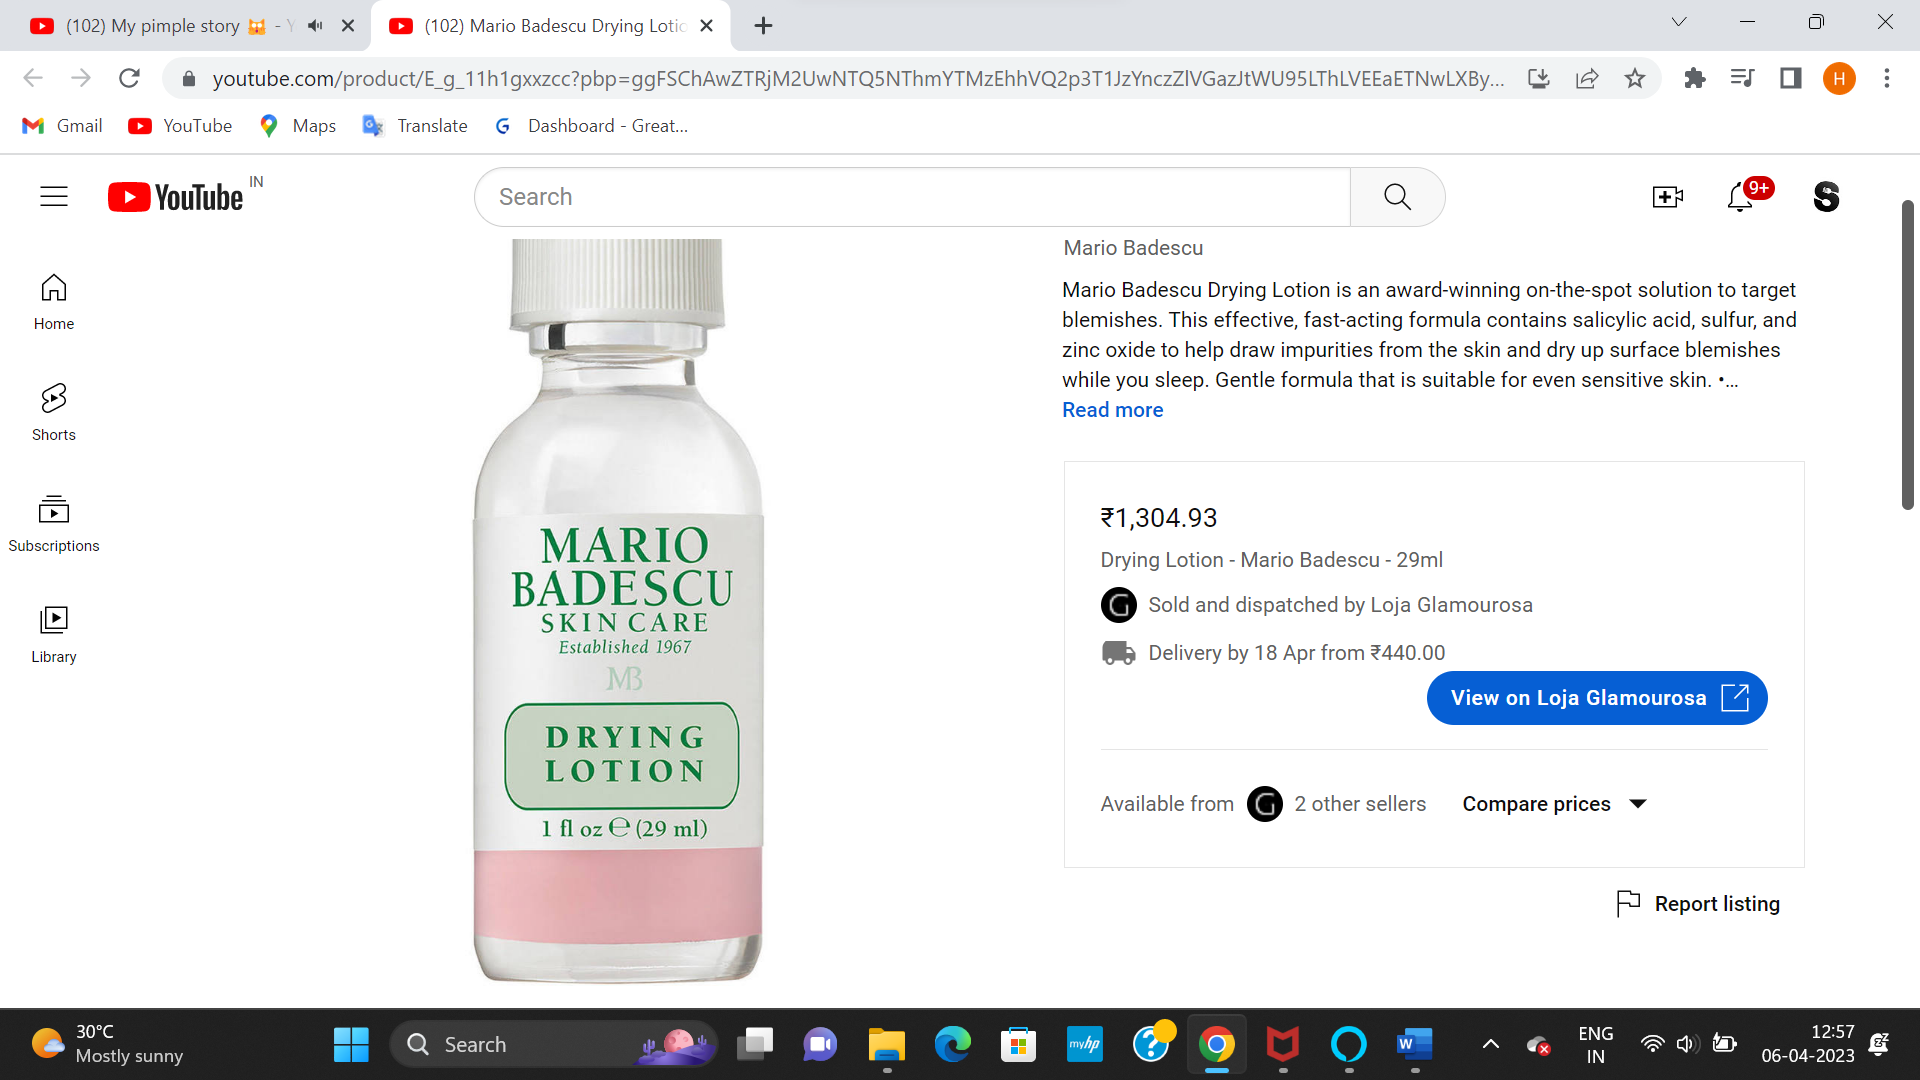 (102) My pimple story 😼 - Y
(102) Mario Badescu Drying Lotio
youtube.com/product/E_g_11h1gxxzcc?pbp=ggFSChAwZTRjM2UwNTQ5NThmYTMzEhhVQ2p3T1JzYnczZlVGazJtWU95LThLVEEaETNwLXBy...
H
Gmail
YouTube
Maps
Translate
Dashboard - Great...
YouTube IN
Search
9+
S
Home
Shorts
Subscriptions
Library
MARIO
BADESCU
SKIN CARE
Established 1967
MB
DRYING
LOTION
1 fl oz ℮ (29 ml)
Mario Badescu
Mario Badescu Drying Lotion is an award-winning on-the-spot solution to target
blemishes. This effective, fast-acting formula contains salicylic acid, sulfur, and
zinc oxide to help draw impurities from the skin and dry up surface blemishes
while you sleep. Gentle formula that is suitable for even sensitive skin. •...
Read more
₹1,304.93
Drying Lotion - Mario Badescu - 29ml
G Sold and dispatched by Loja Glamourosa
Delivery by 18 Apr from ₹440.00
View on Loja Glamourosa
Available from G 2 other sellers Compare prices
Report listing
30°C
Mostly sunny
Search
myhp
ENG
IN
12:57
06-04-2023